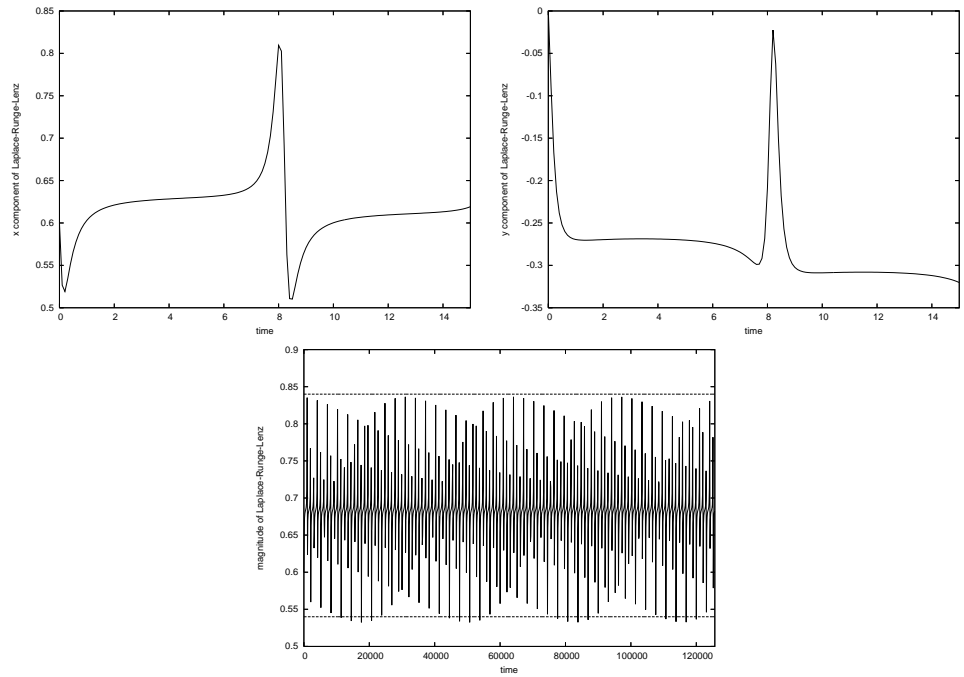 0.85
0.8
0.75
0.7
0.65
0.6
0.55
0.5
0 2 4 6 8 10 12 14
x component of Laplace-Runge-Lenz
time
0
-0.05
-0.1
-0.15
-0.2
-0.25
-0.3
-0.35
0 2 4 6 8 10 12 14
y component of Laplace-Runge-Lenz
time
0.9
0.85
0.8
0.75
0.7
0.65
0.6
0.55
0.5
0 20000 40000 60000 80000 100000 120000
magnitude of Laplace-Runge-Lenz
time